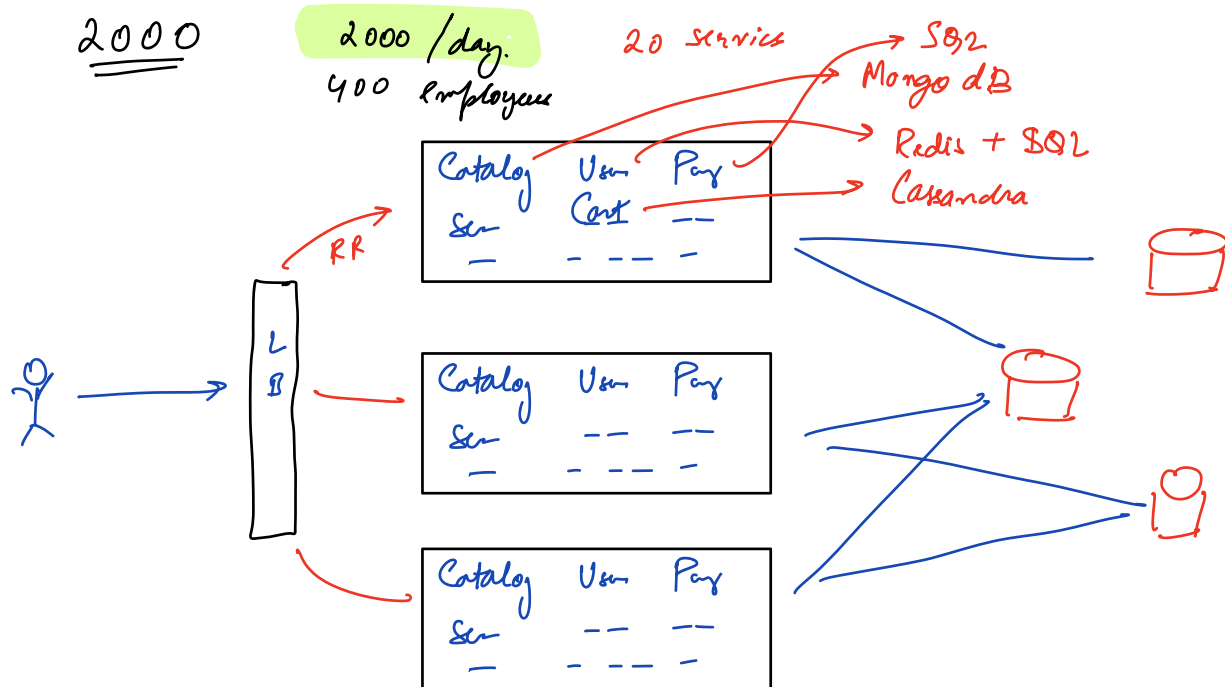 2000
2000 /day.
400 employees
20 services
SQL
Mongo dB
Redis + SQL
Cassandra
RR
L
B
Catalog User Pay
Cart -- 
— - -- -
Catalog User Pay
-- --
— - -- -
Catalog User Pay
-- --
— - -- -